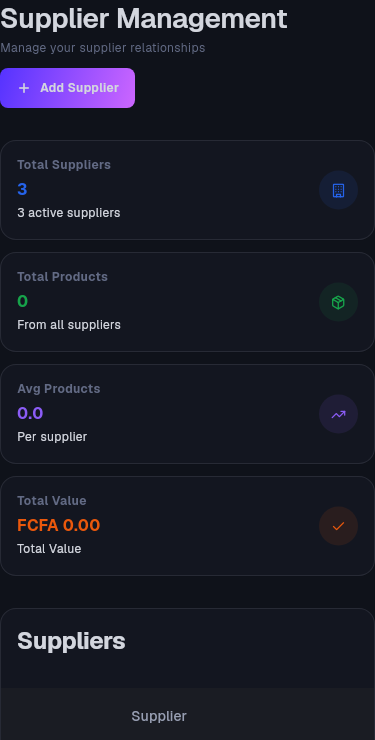 Supplier Management
Manage your supplier relationships
Add Supplier
Total Suppliers
3
3 active suppliers
Total Products
0
From all suppliers
Avg Products
0.0
Per supplier
Total Value
FCFA 0.00
Total Value
Suppliers
Supplier